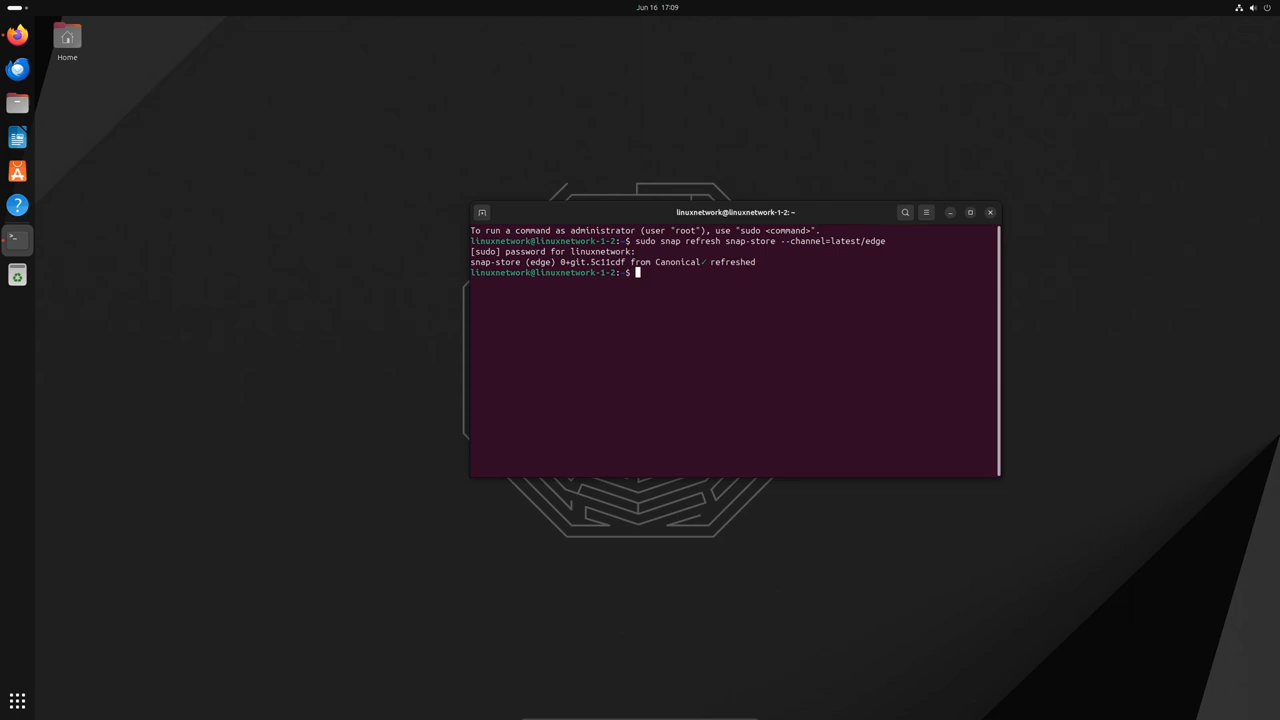 Jun 16 17:09
Home
linuxnetwork@linuxnetwork-1-2: ~
To run a command as administrator (user "root"), use "sudo <command>".
linuxnetwork@linuxnetwork-1-2:~$ sudo snap refresh snap-store --channel=latest/edge
[sudo] password for linuxnetwork:
snap-store (edge) 0+git.5c11cdf from Canonical✓ refreshed
linuxnetwork@linuxnetwork-1-2:~$